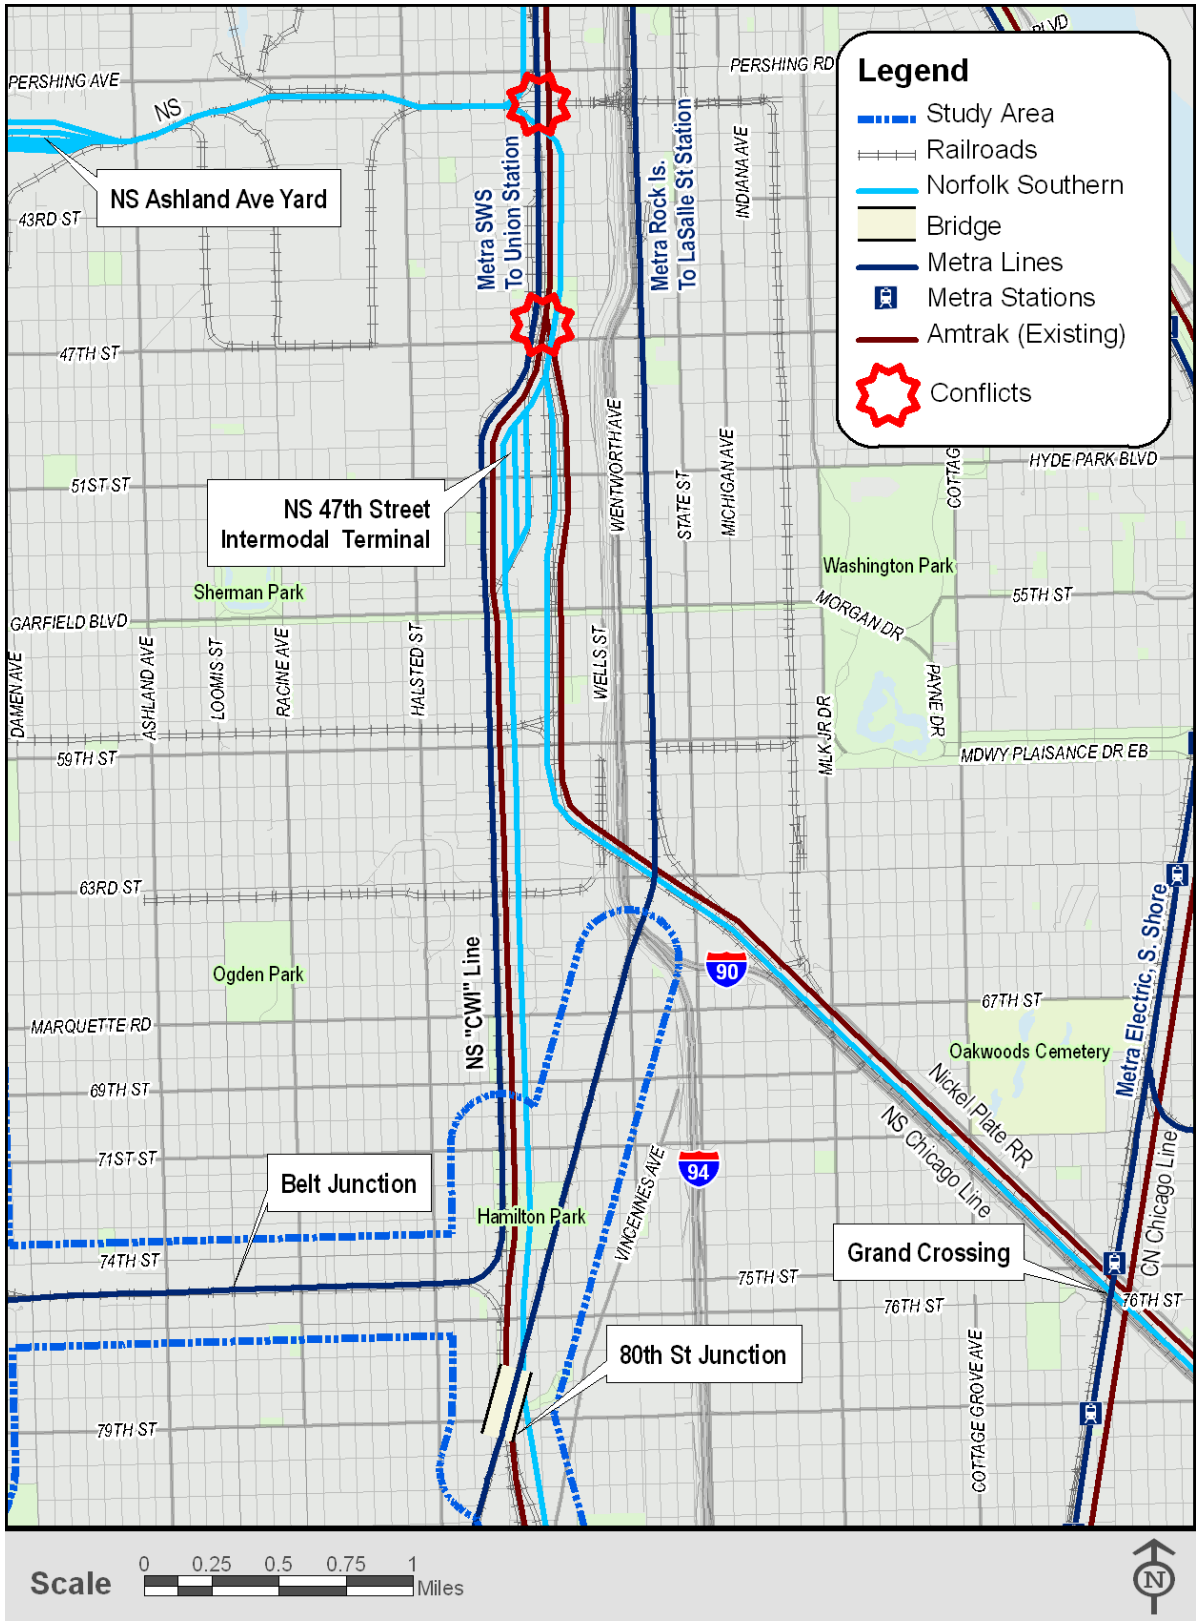 BLVD
PERSHING AVE
PERSHING RD
Legend
Study Area
Railroads
Norfolk Southern
Bridge
Metra Lines
Metra Stations
Amtrak (Existing)
Conflicts
NS
NS Ashland Ave Yard
43RD ST
Metra SWS
To Union Station
Metra Rock Is.
To LaSalle St Station
INDIANA AVE
47TH ST
51ST ST
NS 47th Street
Intermodal Terminal
WENTWORTH AVE
STATE ST
MICHIGAN AVE
HYDE PARK BLVD
COTTAG
Washington Park
Sherman Park
55TH ST
MORGAN DR
GARFIELD BLVD
DAMEN AVE
ASHLAND AVE
LOOMIS ST
RACINE AVE
HALSTED ST
WELLS ST
PAYNE DR
MLK JR DR
MDWY PLAISANCE DR EB
59TH ST
63RD ST
NS "CWI" Line
Ogden Park
90
Metra Electric, S. Shore
67TH ST
MARQUETTE RD
Oakwoods Cemetery
69TH ST
Nickel Plate RR
NS Chicago Line
71ST ST
VINCENNES AVE
94
CN Chicago Line
Belt Junction
Hamilton Park
Grand Crossing
74TH ST
75TH ST
76TH ST
76TH ST
80th St Junction
79TH ST
COTTAGE GROVE AVE
Scale
0 0.25 0.5 0.75 1
Miles
N